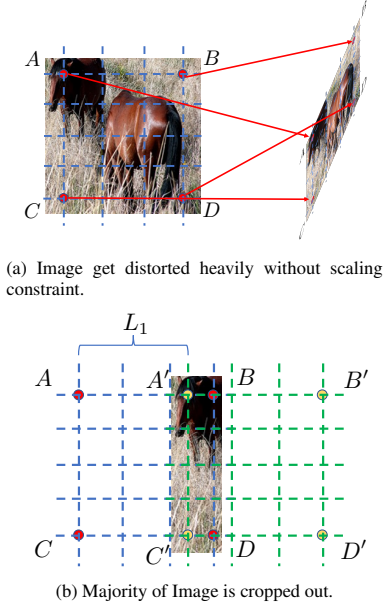 A B
C D
(a) Image get distorted heavily without scaling
constraint.
L₁
A A′ B B′
C C′ D D′
(b) Majority of Image is cropped out.